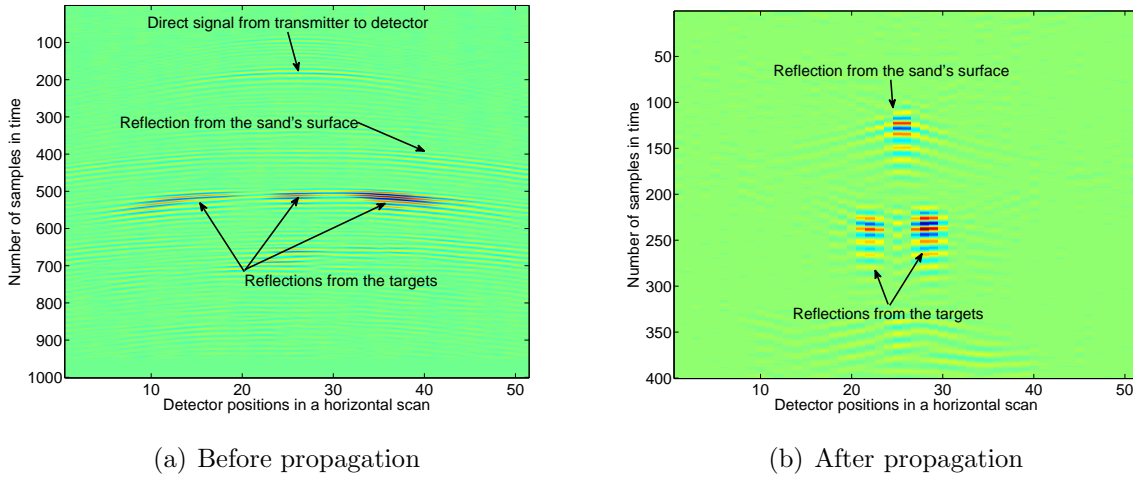 Direct signal from transmitter to detector
Reflection from the sand's surface
Reflections from the targets
Number of samples in time
100
200
300
400
500
600
700
800
900
1000
10
20
30
40
50
Detector positions in a horizontal scan
(a) Before propagation
Reflection from the sand's surface
Reflections from the targets
Number of samples in time
50
100
150
200
250
300
350
400
10
20
30
40
50
Detector positions in a horizontal scan
(b) After propagation